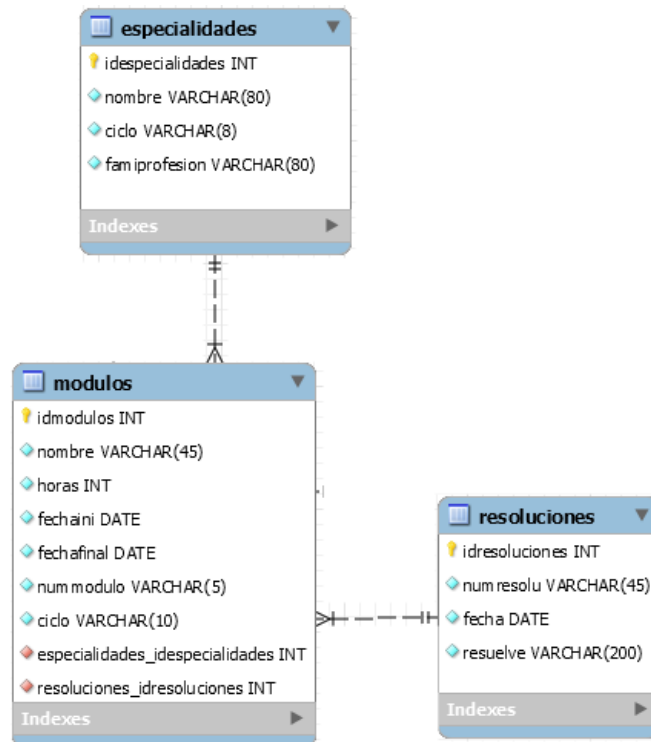 especialidades
idespecialidades INT
nombre VARCHAR(80)
ciclo VARCHAR(8)
famiprofesion VARCHAR(80)
Indexes
modulos
idmodulos INT
nombre VARCHAR(45)
horas INT
fechaini DATE
fechafinal DATE
nummodulo VARCHAR(5)
ciclo VARCHAR(10)
especialidades_idespecialidades INT
resoluciones_idresoluciones INT
Indexes
resoluciones
idresoluciones INT
numresolu VARCHAR(45)
fecha DATE
resuelve VARCHAR(200)
Indexes